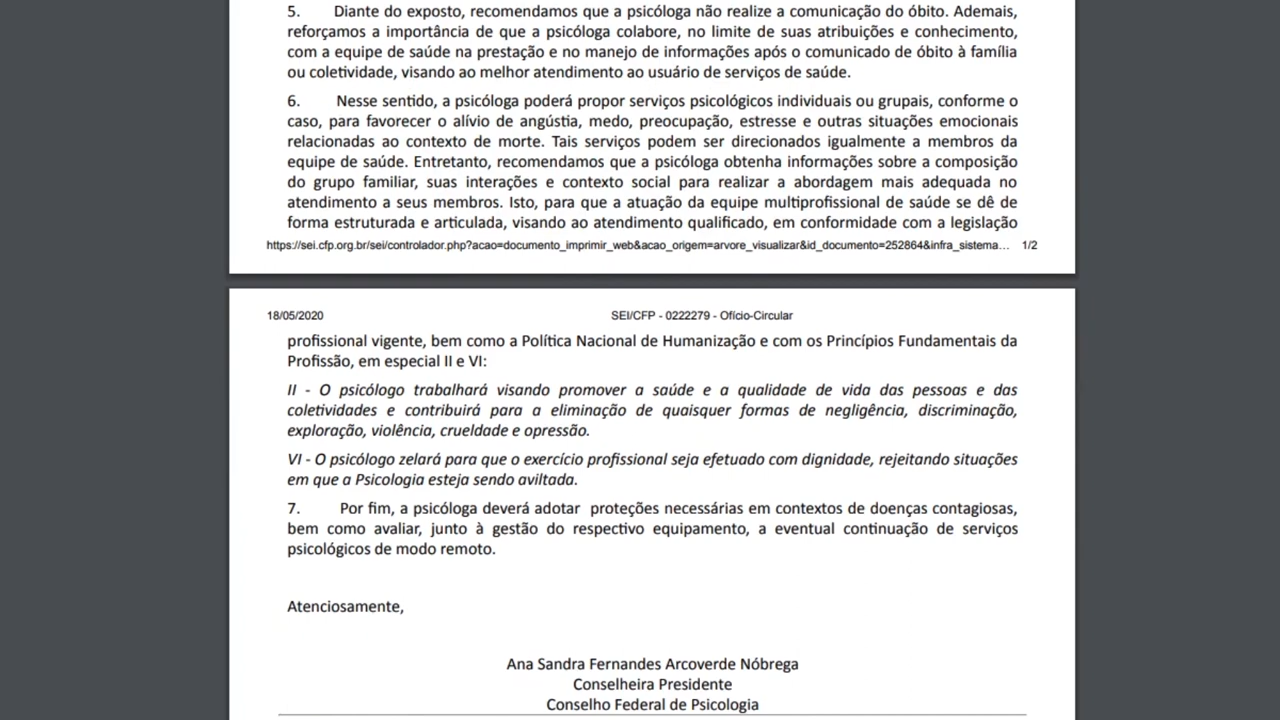 5. Diante do exposto, recomendamos que a psicóloga não realize a comunicação do óbito. Ademais,
reforçamos a importância de que a psicóloga colabore, no limite de suas atribuições e conhecimento,
com a equipe de saúde na prestação e no manejo de informações após o comunicado de óbito à família
ou coletividade, visando ao melhor atendimento ao usuário de serviços de saúde.
6. Nesse sentido, a psicóloga poderá propor serviços psicológicos individuais ou grupais, conforme o
caso, para favorecer o alívio de angústia, medo, preocupação, estresse e outras situações emocionais
relacionadas ao contexto de morte. Tais serviços podem ser direcionados igualmente a membros da
equipe de saúde. Entretanto, recomendamos que a psicóloga obtenha informações sobre a composição
do grupo familiar, suas interações e contexto social para realizar a abordagem mais adequada no
atendimento a seus membros. Isto, para que a atuação da equipe multiprofissional de saúde se dê de
forma estruturada e articulada, visando ao atendimento qualificado, em conformidade com a legislação
https://sei.cfp.org.br/sei/controlador.php?acao=documento_imprimir_web&acao_origem=arvore_visualizar&id_documento=252864&infra_sistema… 1/2
18/05/2020 SEI/CFP - 0222279 - Ofício-Circular
profissional vigente, bem como a Política Nacional de Humanização e com os Princípios Fundamentais da
Profissão, em especial II e VI:
II - O psicólogo trabalhará visando promover a saúde e a qualidade de vida das pessoas e das
coletividades e contribuirá para a eliminação de quaisquer formas de negligência, discriminação,
exploração, violência, crueldade e opressão.
VI - O psicólogo zelará para que o exercício profissional seja efetuado com dignidade, rejeitando situações
em que a Psicologia esteja sendo aviltada.
7. Por fim, a psicóloga deverá adotar proteções necessárias em contextos de doenças contagiosas,
bem como avaliar, junto à gestão do respectivo equipamento, a eventual continuação de serviços
psicológicos de modo remoto.
Atenciosamente,
Ana Sandra Fernandes Arcoverde Nóbrega
Conselheira Presidente
Conselho Federal de Psicologia